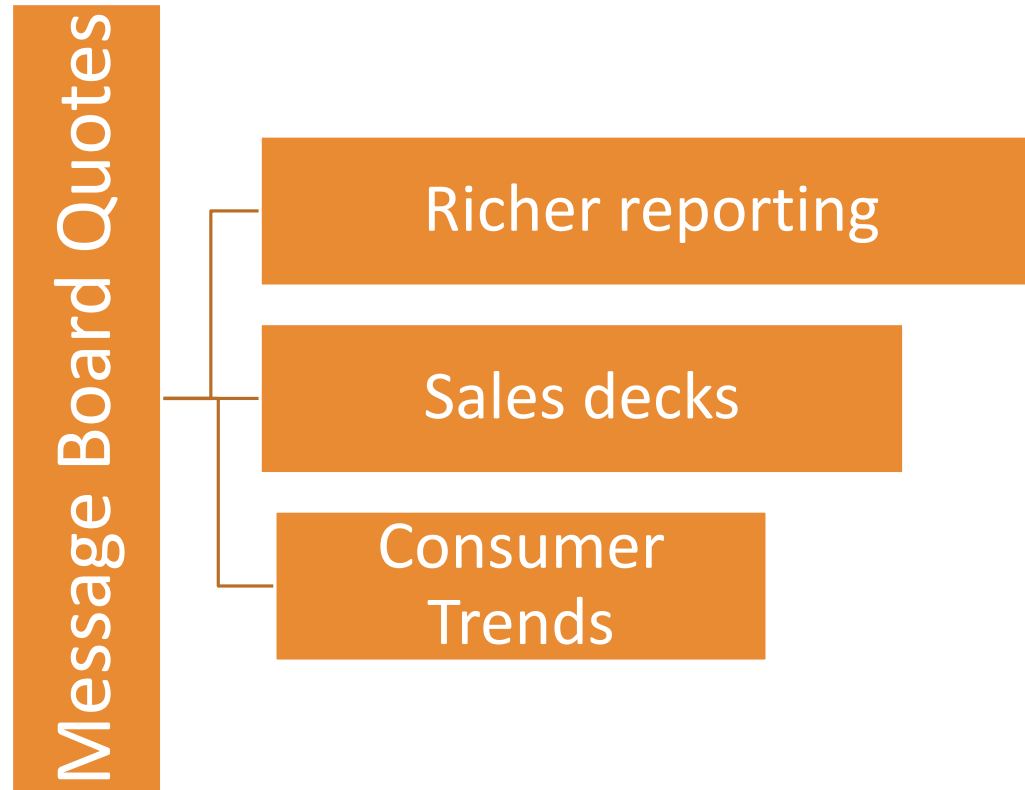 Message Board Quotes
Richer reporting
Sales decks
Consumer
Trends